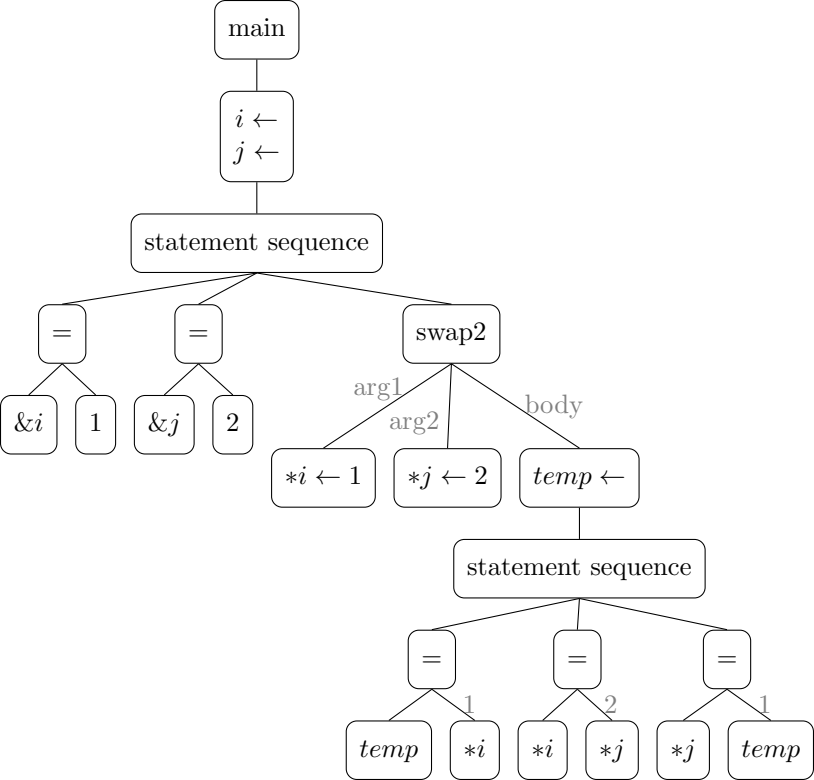 main
i ←
j ←
statement sequence
= = swap2
&i 1 &j 2
arg1 arg2 body
*i ← 1 *j ← 2 temp ←
statement sequence
= = =
1 2 1
temp *i *i *j *j temp